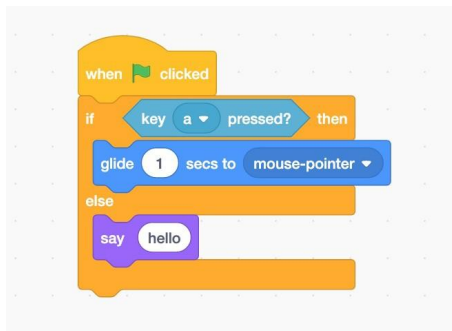 when clicked
if key a pressed? then
glide 1 secs to mouse-pointer
else
say hello